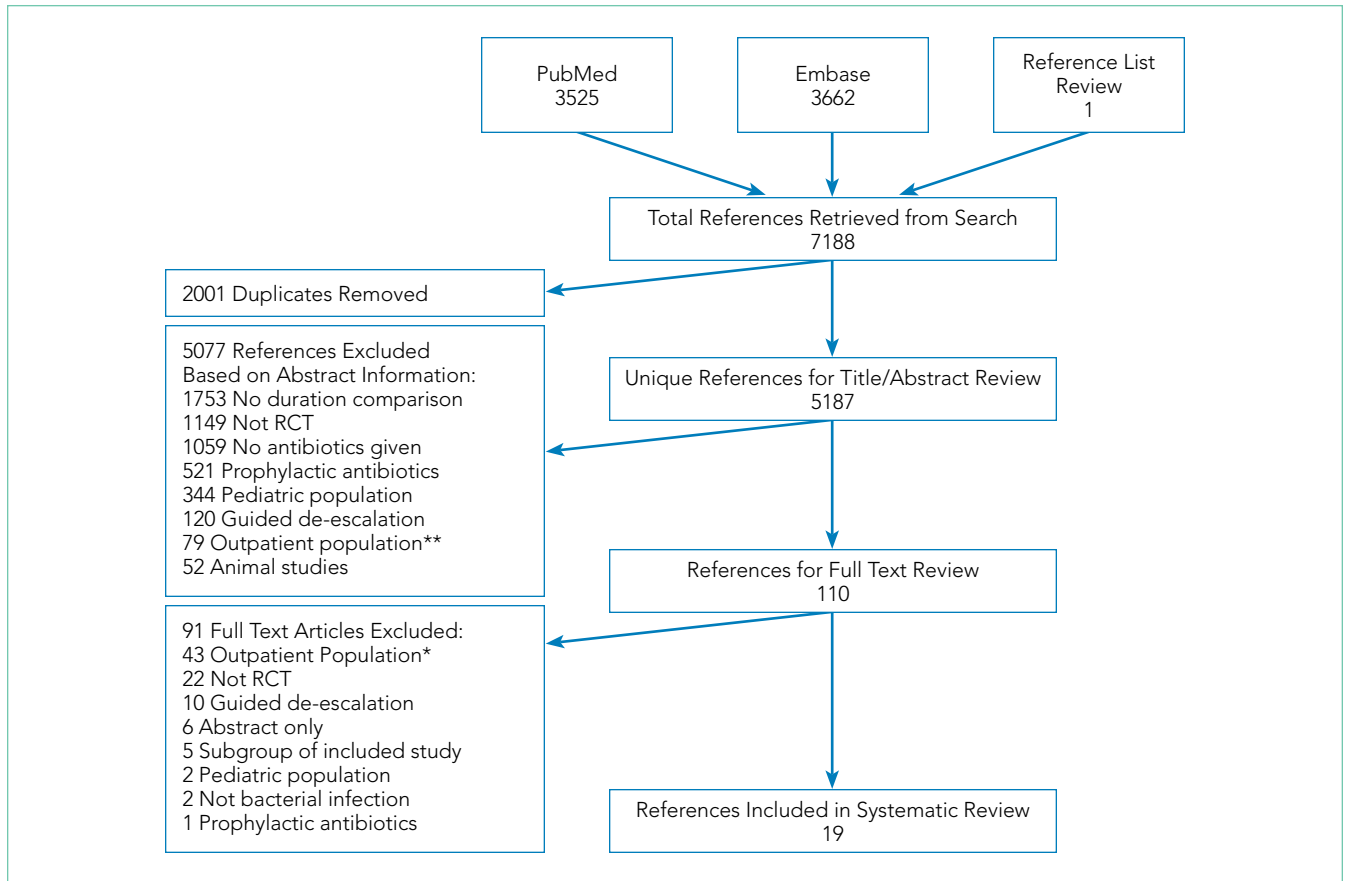 PubMed
3525
Embase
3662
Reference List
Review
1
Total References Retrieved from Search
7188
2001 Duplicates Removed
5077 References Excluded
Based on Abstract Information:
1753 No duration comparison
1149 Not RCT
1059 No antibiotics given
521 Prophylactic antibiotics
344 Pediatric population
120 Guided de-escalation
79 Outpatient population**
52 Animal studies
Unique References for Title/Abstract Review
5187
References for Full Text Review
110
91 Full Text Articles Excluded:
43 Outpatient Population*
22 Not RCT
10 Guided de-escalation
6 Abstract only
5 Subgroup of included study
2 Pediatric population
2 Not bacterial infection
1 Prophylactic antibiotics
References Included in Systematic Review
19